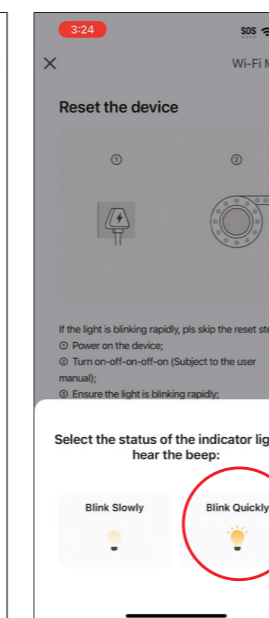 3:24 SOS
Wi-Fi M
Reset the device
① ②
If the light is blinking rapidly, pls skip the reset ste
① Power on the device;
② Turn on-off-on-off-on (Subject to the user
manual);
③ Ensure the light is blinking rapidly;
Select the status of the indicator lig
hear the beep:
Blink Slowly Blink Quickly